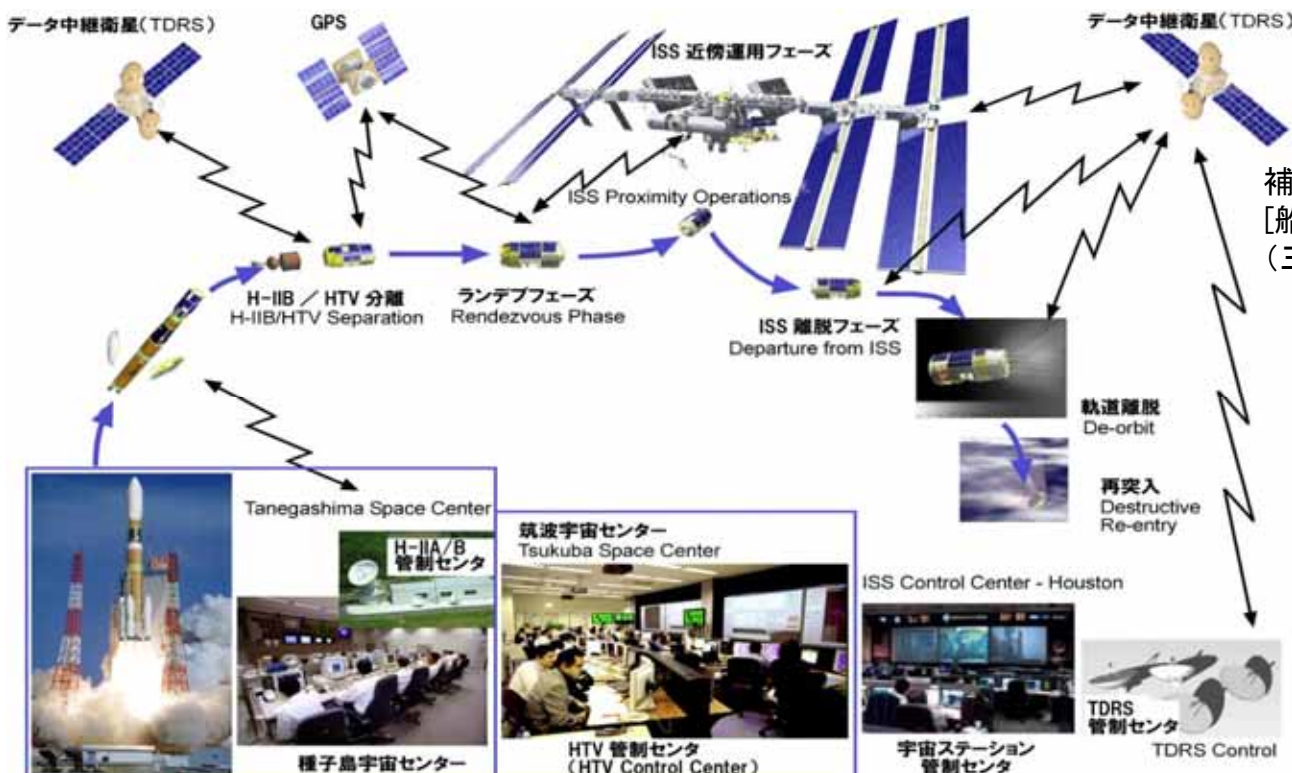 データ中継衛星(TDRS)
GPS
ISS 近傍運用フェーズ
データ中継衛星(TDRS)
ISS Proximity Operations
補
[船
(三
H-IIB / HTV 分離
H-IIB/HTV Separation
ランデブフェーズ
Rendezvous Phase
ISS 離脱フェーズ
Departure from ISS
軌道離脱
De-orbit
再突入
Destructive
Re-entry
Tanegashima Space Center
H-IIA/B
管制センタ
種子島宇宙センター
筑波宇宙センター
Tsukuba Space Center
HTV 管制センタ
(HTV Control Center)
ISS Control Center - Houston
宇宙ステーション
管制センタ
TDRS
管制センタ
TDRS Control